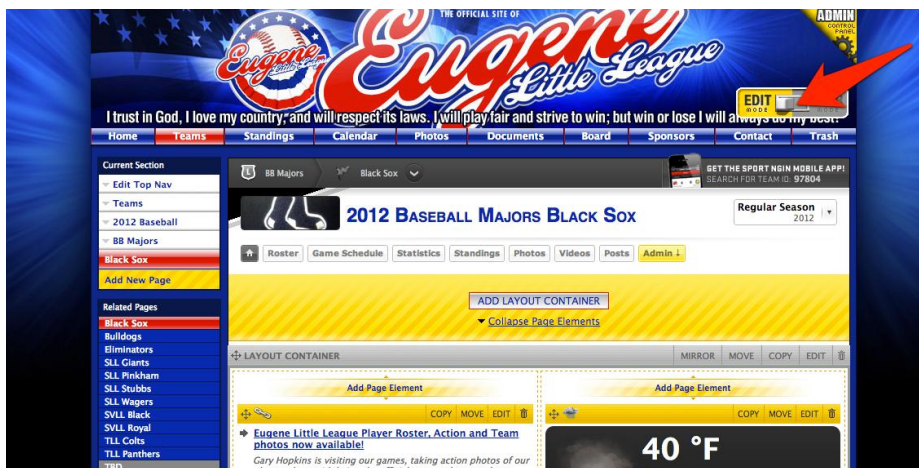 THE OFFICIAL SITE OF
ADMIN
CONTROL
PANEL
Eugene
Eugene
Little League
Little League
EDIT
MODE
I trust in God, I love my country, and will respect its laws. I will play fair and strive to win; but win or lose I will always do my best!
Home Teams Standings Calendar Photos Documents Board Sponsors Contact Trash
Current Section
Edit Top Nav
Teams
2012 Baseball
BB Majors
Black Sox
Add New Page
Related Pages
Black Sox
Bulldogs
Eliminators
SLL Giants
SLL Pinkham
SLL Stubbs
SLL Wagers
SVLL Black
SVLL Royal
TLL Colts
TLL Panthers
TBD
L BB Majors Black Sox
GET THE SPORT NGIN MOBILE APP!
SEARCH FOR TEAM ID: 97804
2012 BASEBALL MAJORS BLACK SOX
Regular Season
2012
Roster Game Schedule Statistics Standings Photos Videos Posts Admin ↓
ADD LAYOUT CONTAINER
Collapse Page Elements
LAYOUT CONTAINER MIRROR MOVE COPY EDIT
Add Page Element
COPY MOVE EDIT
Eugene Little League Player Roster, Action and Team
photos now available!
Gary Hopkins is visiting our games, taking action photos of our
Add Page Element
COPY MOVE EDIT
40 °F